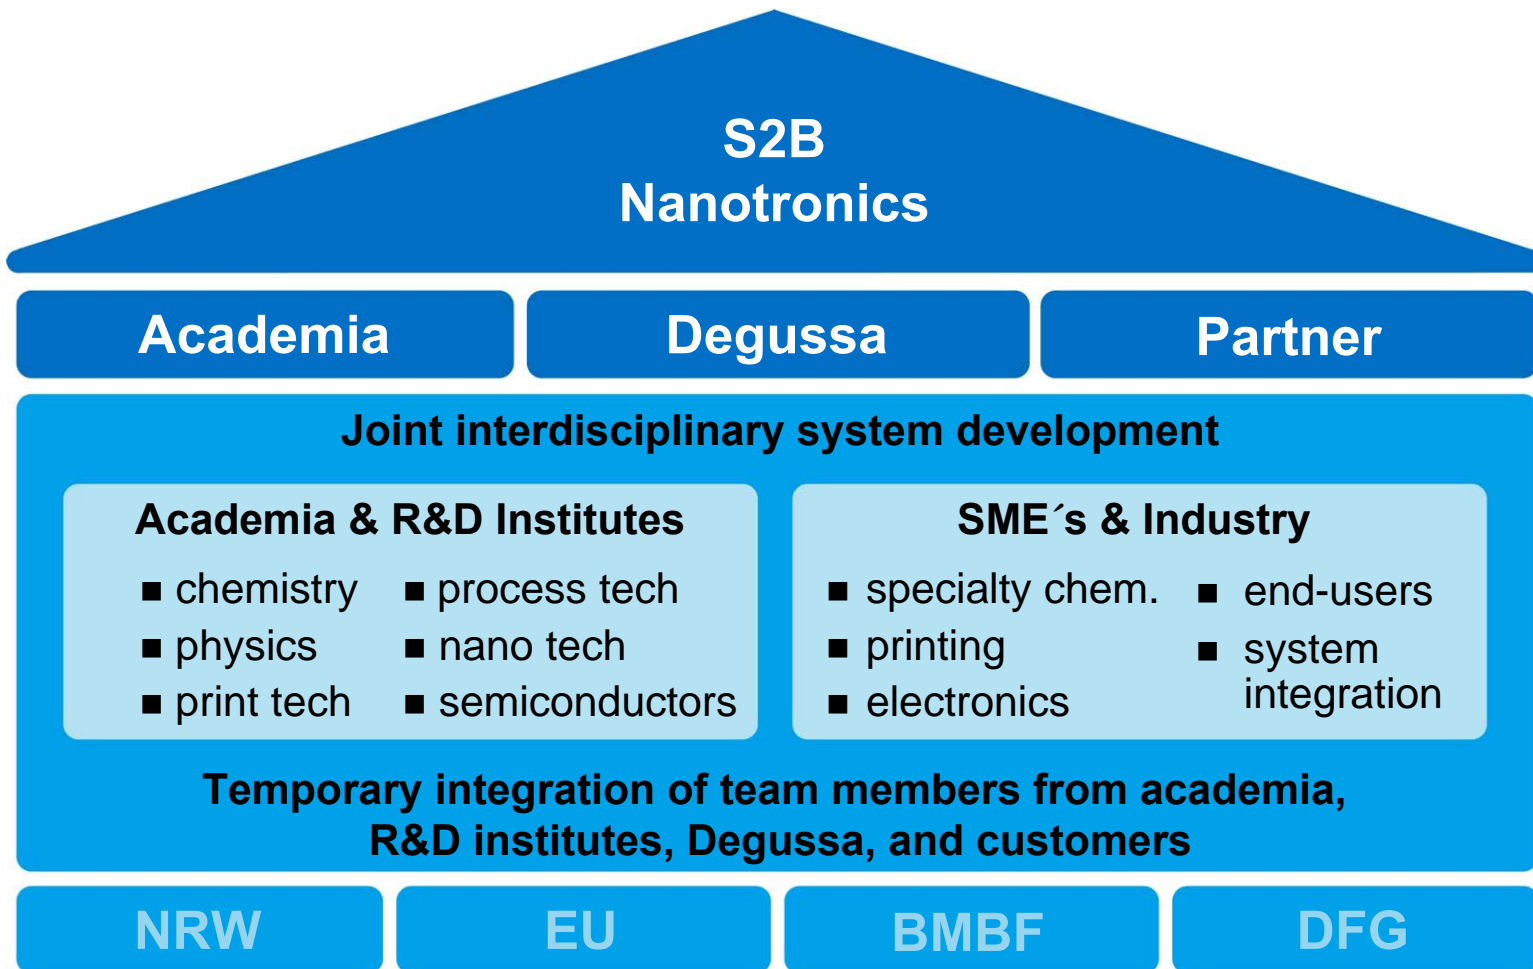 S2B
Nanotronics
Academia
Degussa
Partner
Joint interdisciplinary system development
Academia & R&D Institutes
■ chemistry
■ physics
■ print tech
■ process tech
■ nano tech
■ semiconductors
SME´s & Industry
■ specialty chem.
■ printing
■ electronics
■ end-users
■ system
integration
Temporary integration of team members from academia,
R&D institutes, Degussa, and customers
NRW
EU
BMBF
DFG